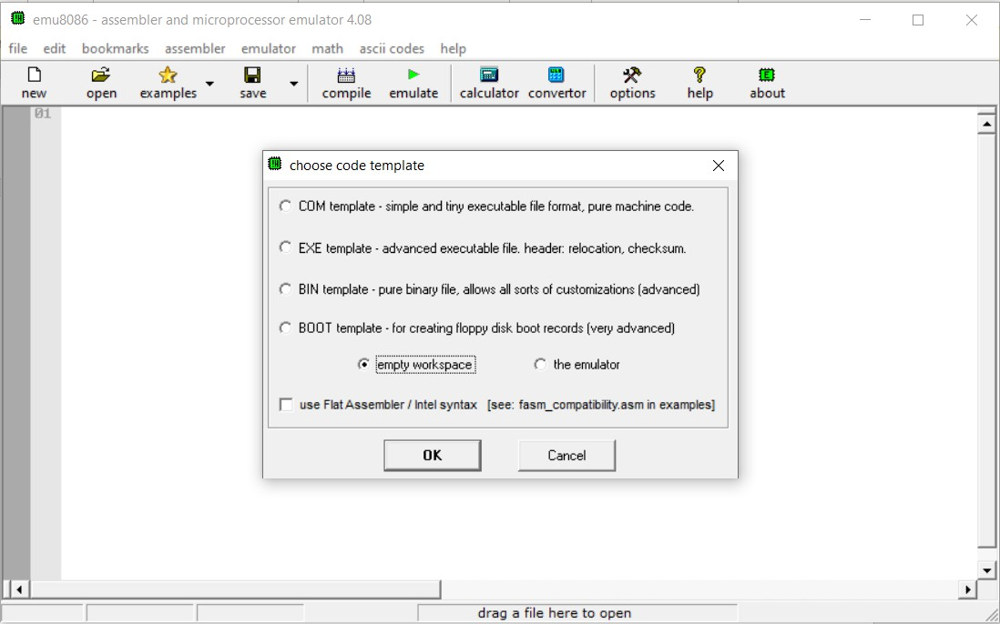 emu8086 - assembler and microprocessor emulator 4.08
file edit bookmarks assembler emulator math ascii codes help
new open examples save compile emulate calculator convertor options help about
01
choose code template
COM template - simple and tiny executable file format, pure machine code.
EXE template - advanced executable file. header: relocation, checksum.
BIN template - pure binary file, allows all sorts of customizations (advanced)
BOOT template - for creating floppy disk boot records (very advanced)
empty workspace the emulator
use Flat Assembler / Intel syntax [see: fasm_compatibility.asm in examples]
OK Cancel
drag a file here to open